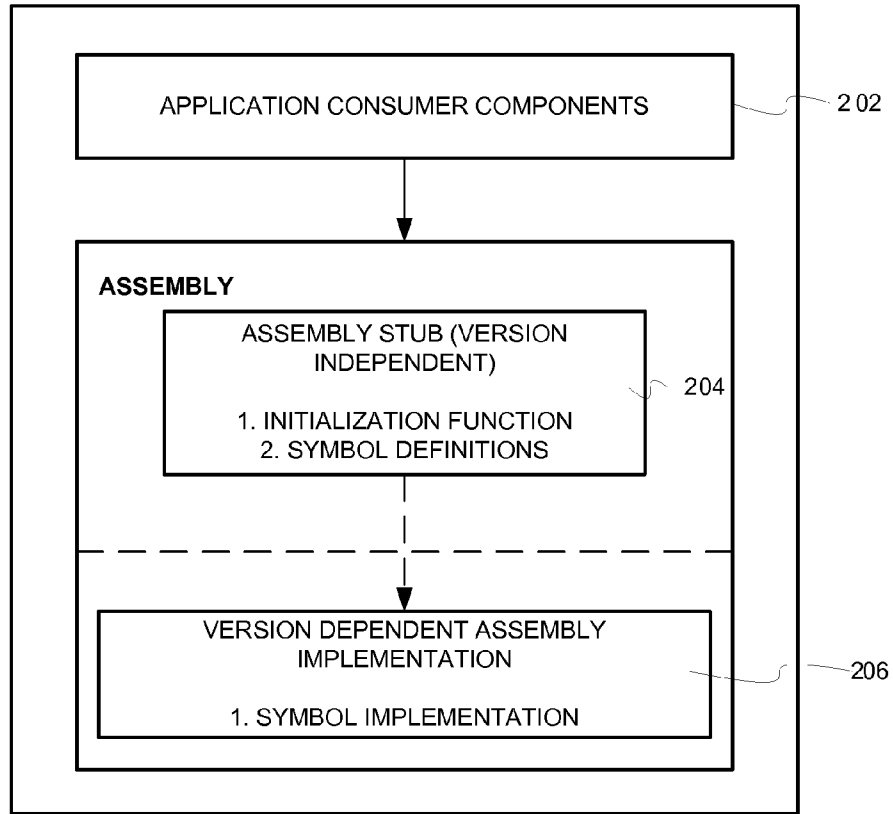 APPLICATION CONSUMER COMPONENTS
202
ASSEMBLY
ASSEMBLY STUB (VERSION
INDEPENDENT)
1. INITIALIZATION FUNCTION
2. SYMBOL DEFINITIONS
204
VERSION DEPENDENT ASSEMBLY
IMPLEMENTATION
1. SYMBOL IMPLEMENTATION
206